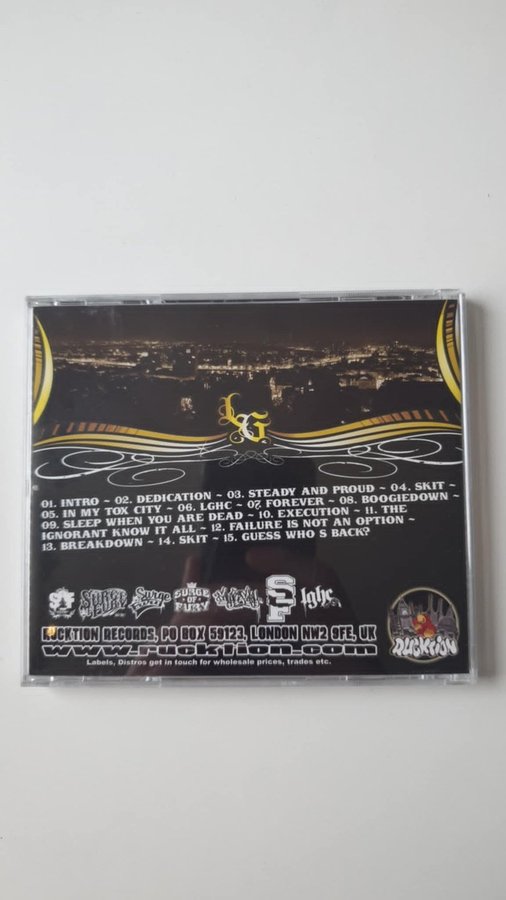 LG
01. INTRO ~ 02. DEDICATION ~ 03. STEADY AND PROUD ~ 04. SKIT ~
05. IN MY TOX CITY ~ 06. LGHC ~ 07. FOREVER ~ 08. BOOGIEDOWN ~
09. SLEEP WHEN YOU ARE DEAD ~ 10. EXECUTION ~ 11. THE
IGNORANT KNOW IT ALL ~ 12. FAILURE IS NOT AN OPTION ~
13. BREAKDOWN ~ 14. SKIT ~ 15. GUESS WHO S BACK?
SURGE OF FURY
SOF
lghc
RUCKTION
RUCKTION RECORDS, PO BOX 59123, LONDON NW2 9FE, UK
www.rucktion.com
Labels, Distros get in touch for wholesale prices, trades etc.